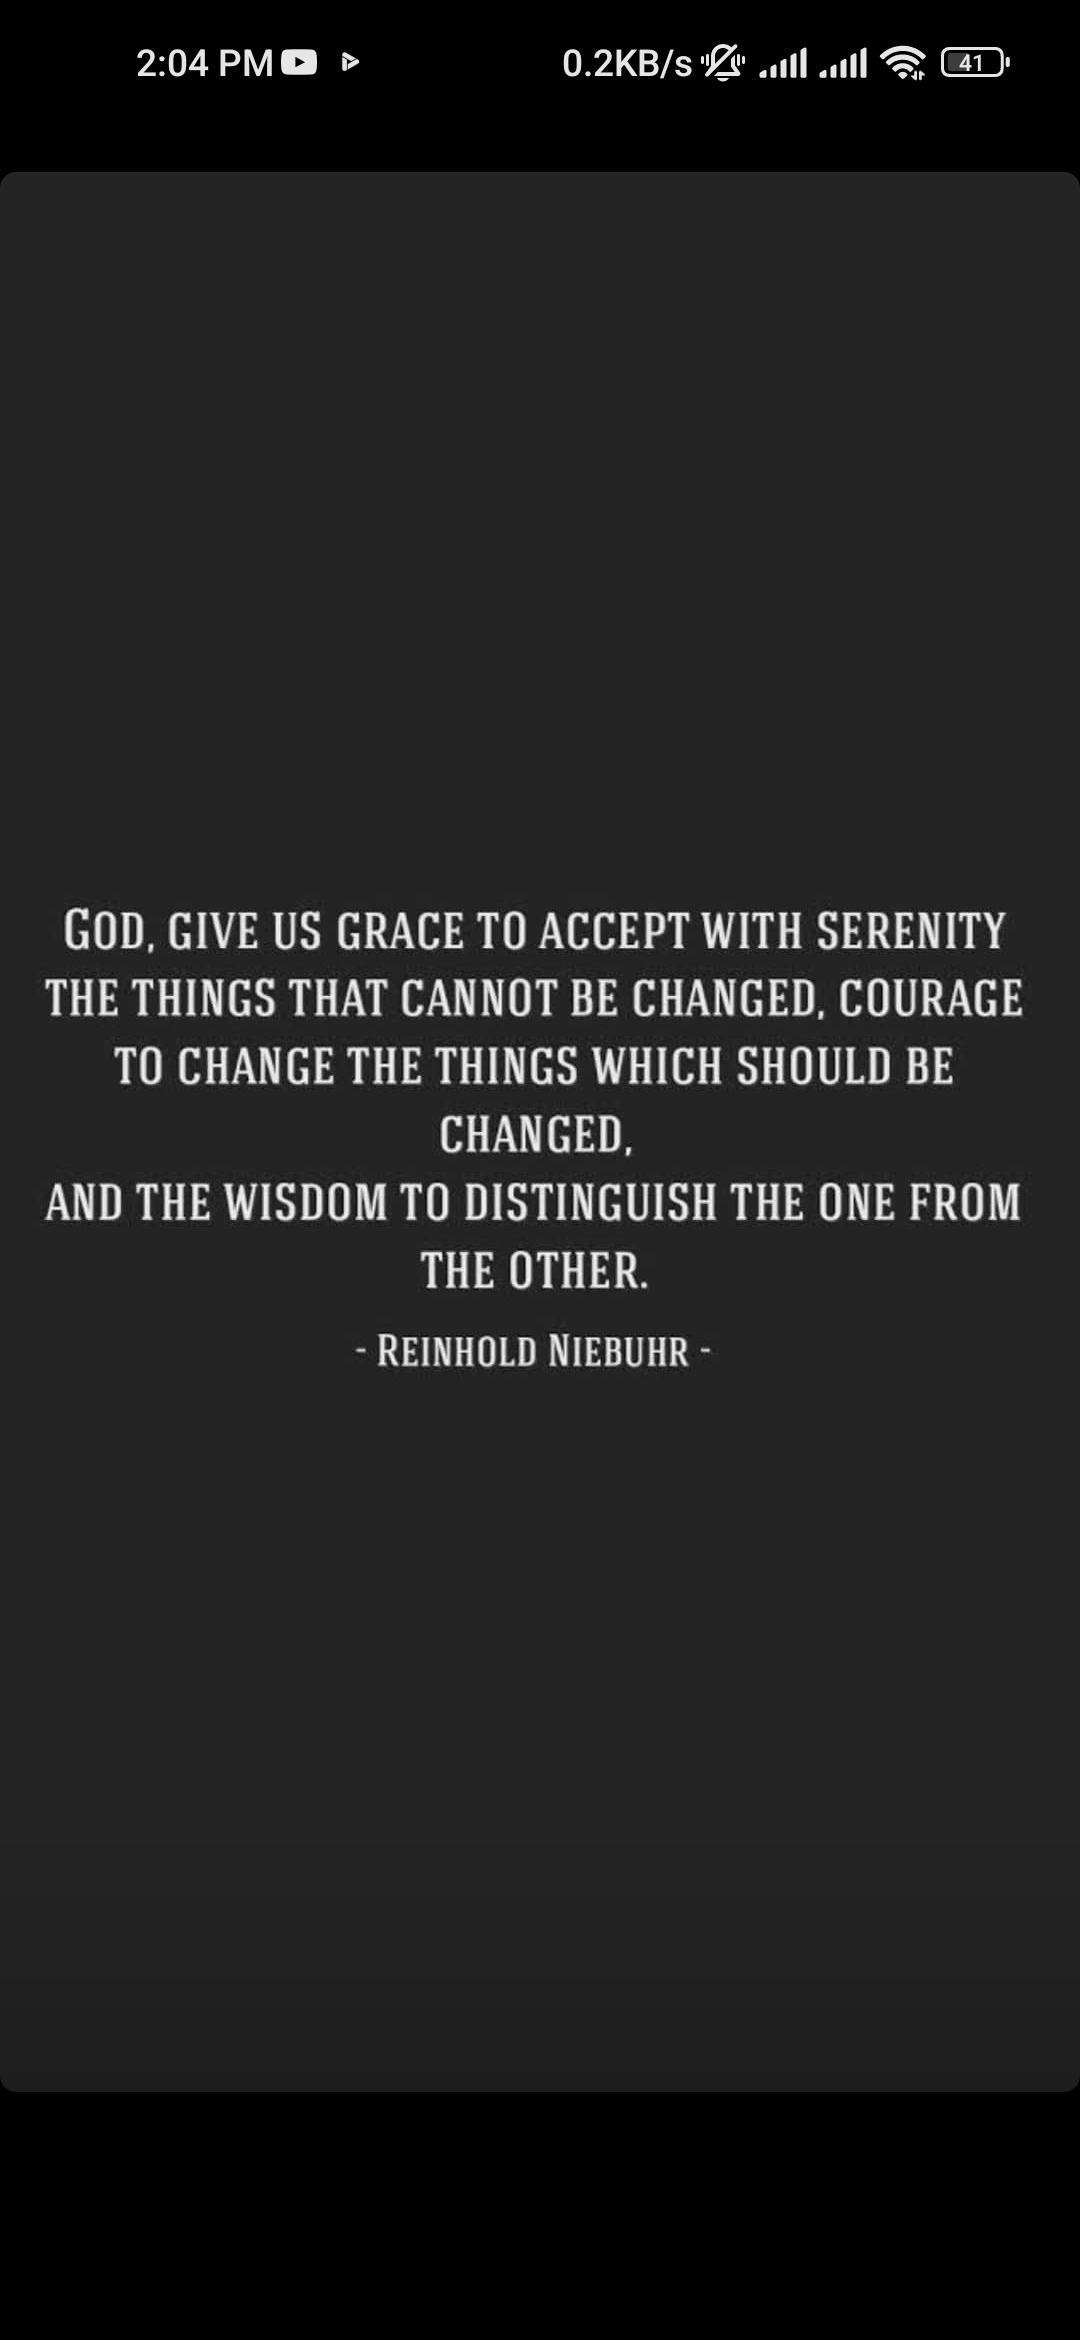 2:04 PM 0.2KB/s 41
God, give us grace to accept with serenity
the things that cannot be changed, courage
to change the things which should be
changed,
and the wisdom to distinguish the one from
the other.
- Reinhold Niebuhr -